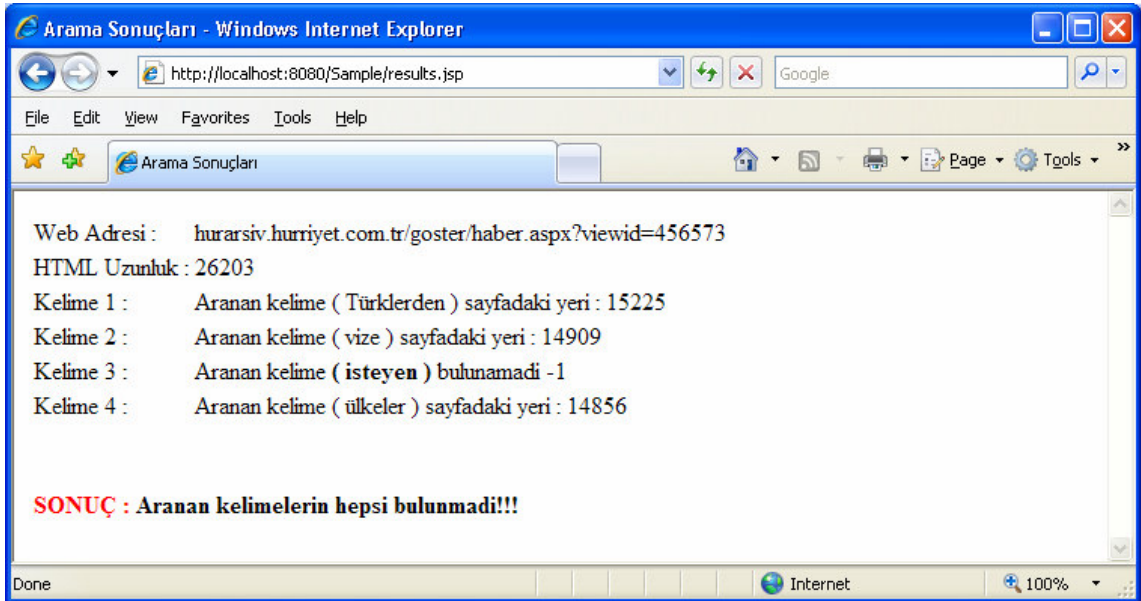 Arama Sonuçları - Windows Internet Explorer
http://localhost:8080/Sample/results.jsp
Google
File Edit View Favorites Tools Help
Arama Sonuçları
Page Tools »
Web Adresi : hurarsiv.hurriyet.com.tr/goster/haber.aspx?viewid=456573
HTML Uzunluk : 26203
Kelime 1 : Aranan kelime ( Türklerden ) sayfadaki yeri : 15225
Kelime 2 : Aranan kelime ( vize ) sayfadaki yeri : 14909
Kelime 3 : Aranan kelime ( isteyen ) bulunamadi -1
Kelime 4 : Aranan kelime ( ülkeler ) sayfadaki yeri : 14856
SONUÇ : Aranan kelimelerin hepsi bulunmadi!!!
Done Internet 100%